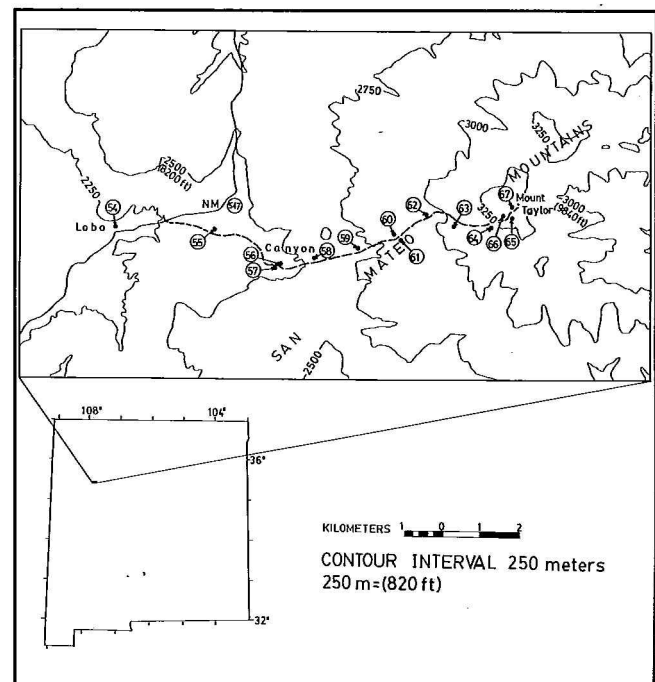 2750
3000
3250
MOUNTAINS
2500
(8200 ft)
2250
54
NM
547
67
Mount
Taylor
3000
(9840 ft)
Lobo
55
60
62
63
3250
64
66
65
56
57
Canyon
58
59
61
MATEO
SAN
2500
108°
104°
36°
32°
KILOMETERS 1 0 1 2
CONTOUR INTERVAL 250 meters
250 m=(820 ft)